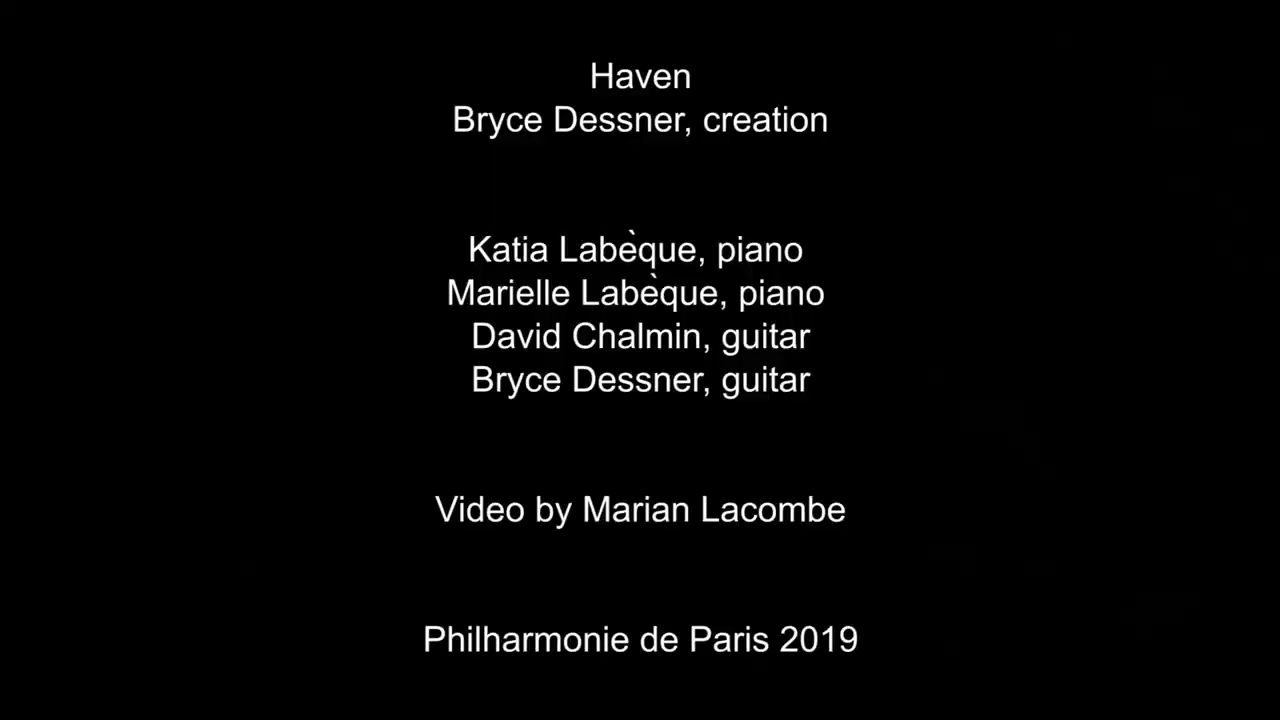 Haven
Bryce Dessner, creation
Katia Labèque, piano
Marielle Labèque, piano
David Chalmin, guitar
Bryce Dessner, guitar
Video by Marian Lacombe
Philharmonie de Paris 2019